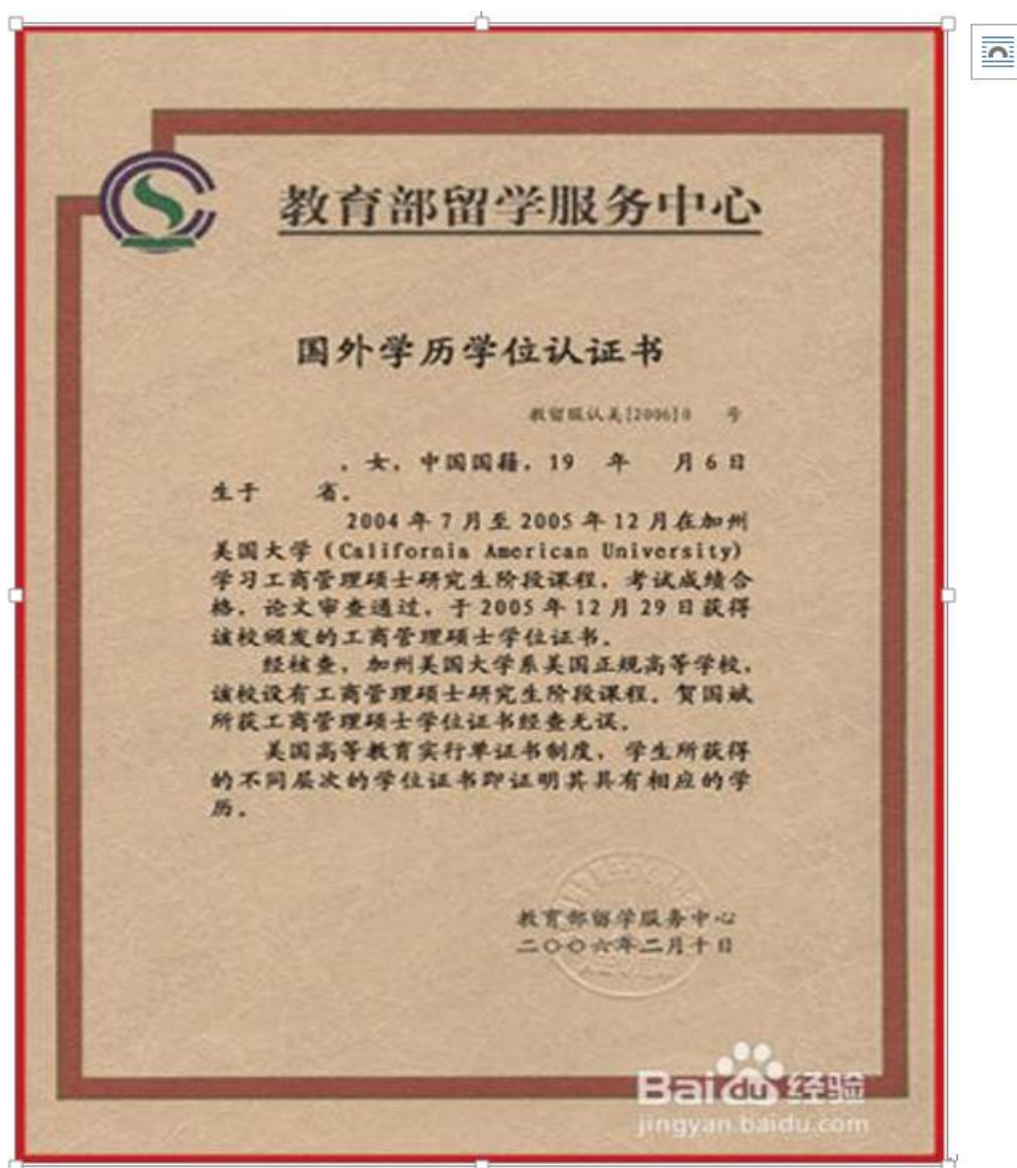 教育部留学服务中心
国外学历学位认证书
教留服认美[2006]0 号
，女，中国国籍，19 年 月6日
生于 省。
2004年7月至2005年12月在加州
美国大学（California American University）
学习工商管理硕士研究生阶段课程，考试成绩合
格，论文审查通过，于2005年12月29日获得
该校颁发的工商管理硕士学位证书。
经核查，加州美国大学系美国正规高等学校，
该校设有工商管理硕士研究生阶段课程。贺国斌
所获工商管理硕士学位证书经查无误。
美国高等教育实行单证书制度，学生所获得
的不同层次的学位证书即证明其具有相应的学
历。
教育部留学服务中心
二〇〇六年二月十日
Baidu 经验
jingyan.baidu.com